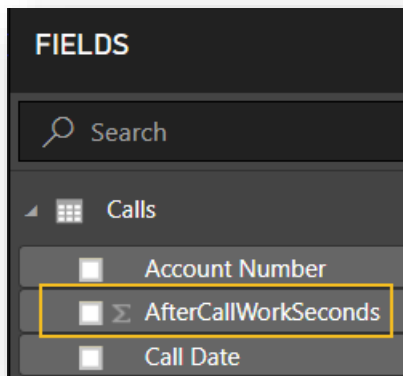 FIELDS
Search
Calls
Account Number
Σ AfterCallWorkSeconds
Call Date